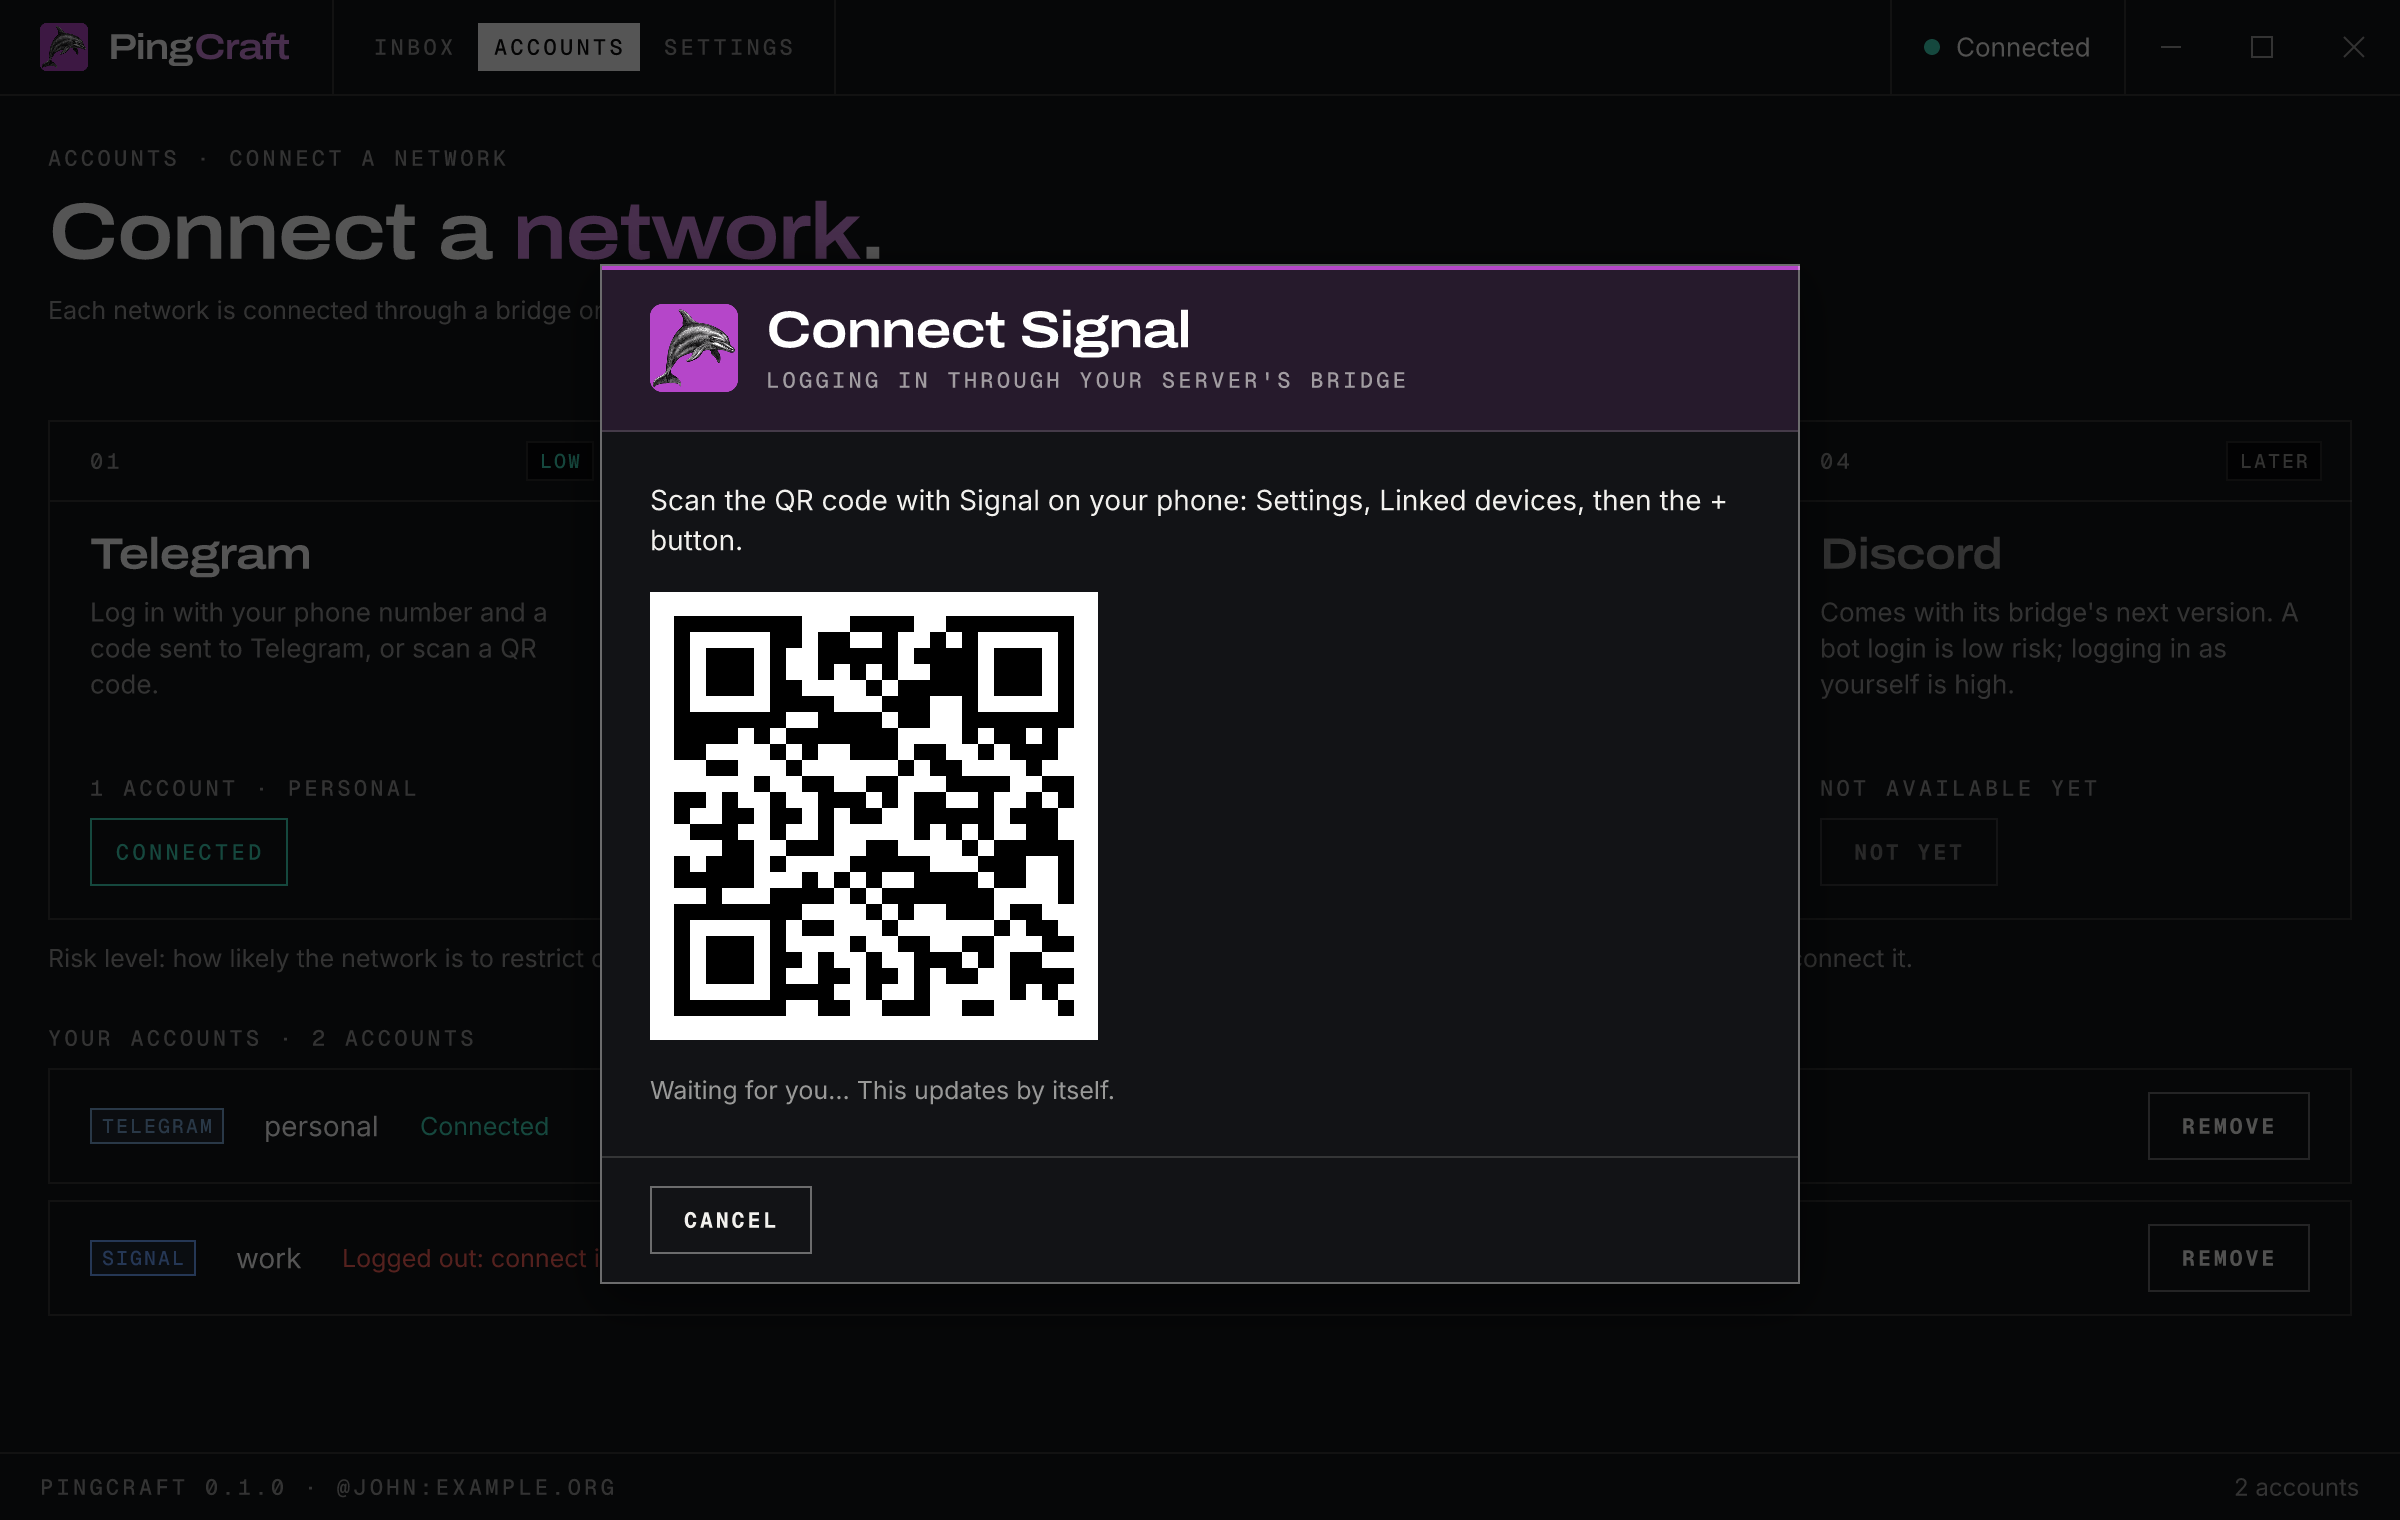 PingCraft
INBOX
ACCOUNTS
SETTINGS
Connected
ACCOUNTS · CONNECT A NETWORK
Connect a network.
Each network is connected through a bridge
Connect Signal
LOGGING IN THROUGH YOUR SERVER'S BRIDGE
Scan the QR code with Signal on your phone: Settings, Linked devices, then the +
button.
Waiting for you... This updates by itself.
CANCEL
01
LOW
Telegram
Log in with your phone number and a
code sent to Telegram, or scan a QR
code.
1 ACCOUNT · PERSONAL
CONNECTED
04
LATER
Discord
Comes with its bridge's next version. A
bot login is low risk; logging in as
yourself is high.
NOT AVAILABLE YET
NOT YET
Risk level: how likely the network is to restrict
connect it.
YOUR ACCOUNTS · 2 ACCOUNTS
TELEGRAM
personal
Connected
REMOVE
SIGNAL
work
Logged out: connect
REMOVE
PINGCRAFT 0.1.0 · @JOHN:EXAMPLE.ORG
2 accounts